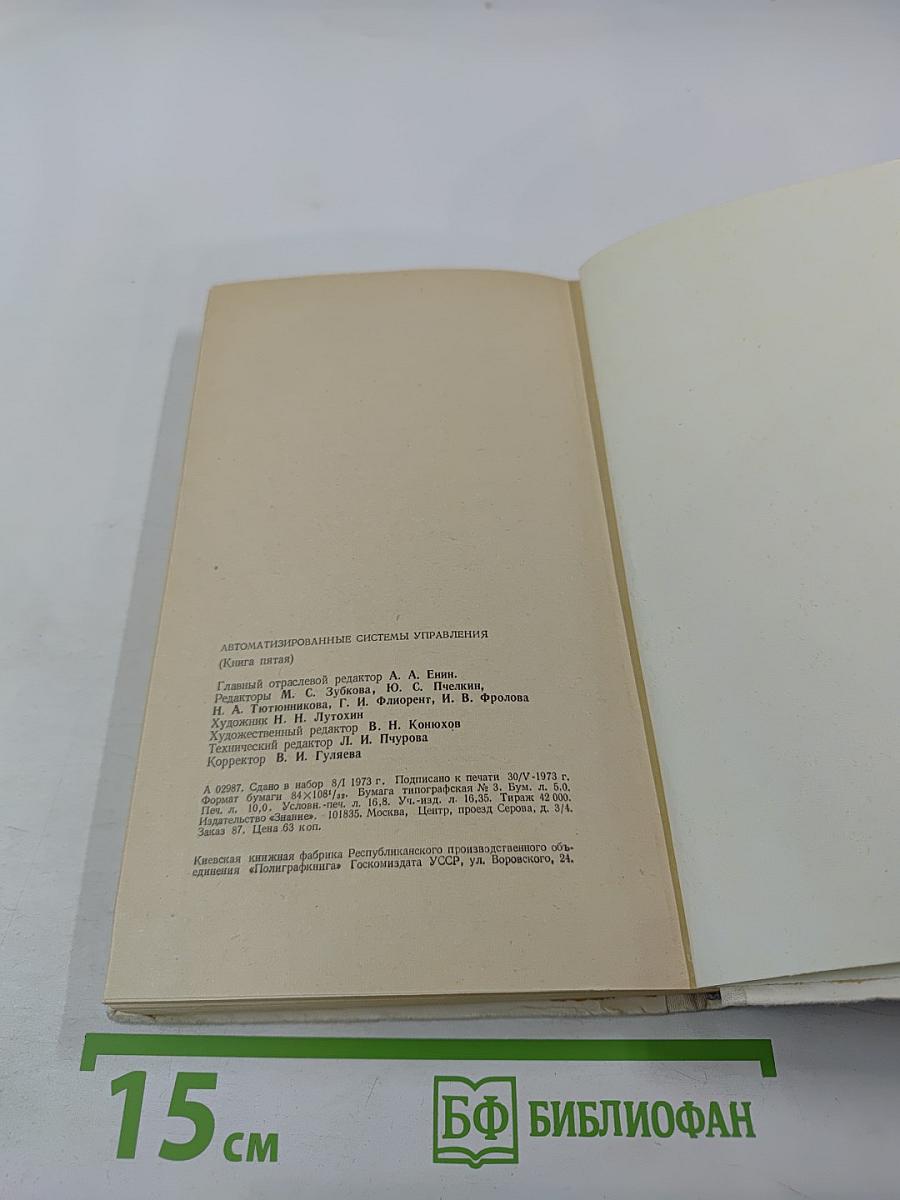 АВТОМАТИЗИРОВАННЫЕ СИСТЕМЫ УПРАВЛЕНИЯ
(Книга пятая)
Главный отраслевой редактор А. А. Енин.
Редакторы М. С. Зубкова, Ю. С. Пчелкин,
Н. А. Тютюнникова, Г. И. Флиорент, И. В. Фролова
Художник Н. Н. Лутохин
Художественный редактор В. Н. Конюхов
Технический редактор Л. И. Пчурова
Корректор В. И. Гуляева
А 02987. Сдано в набор 8/I 1973 г. Подписано к печати 30/V-1973 г.
Формат бумаги 84×108¹/₃₂. Бумага типографская № 3. Бум. л. 5,0.
Печ. л. 10,0. Условн.-печ. л. 16,8. Уч.-изд. л. 16,35. Тираж 42 000.
Издательство «Знание». 101835. Москва, Центр, проезд Серова, д. 3/4.
Заказ 87. Цена 63 коп.
Киевская книжная фабрика Республиканского производственного объ-
единения «Полиграфкнига» Госкомиздата УССР, ул. Воровского, 24.
15 см
БФ БИБЛИОФАН